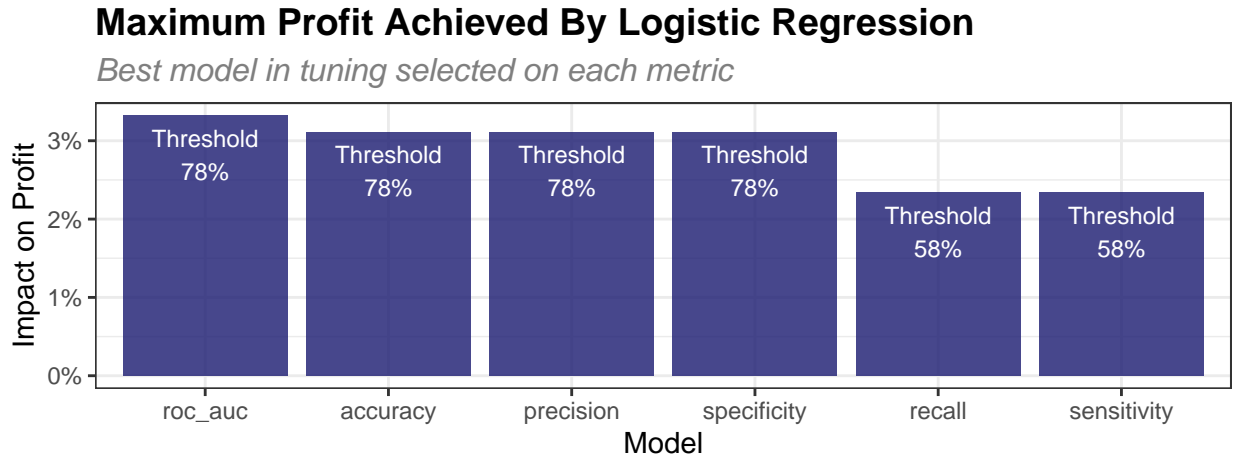 Maximum Profit Achieved By Logistic Regression
Best model in tuning selected on each metric
Impact on Profit
3%
2%
1%
0%
Threshold
78%
Threshold
78%
Threshold
78%
Threshold
78%
Threshold
58%
Threshold
58%
roc_auc
accuracy
precision
specificity
recall
sensitivity
Model